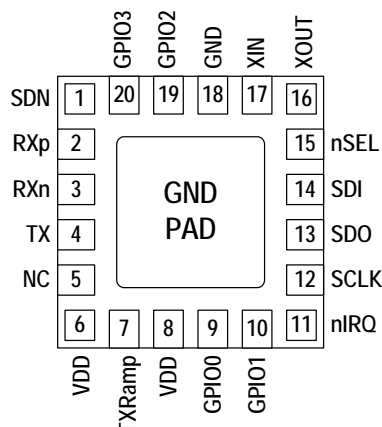 GPIO3
GPIO2
GND
XIN
XOUT
20
19
18
17
16
SDN 1
RXp 2
RXn 3
TX 4
NC 5
GND
PAD
15 nSEL
14 SDI
13 SDO
12 SCLK
11 nIRQ
6
7
8
9
10
VDD
TXRamp
VDD
GPIO0
GPIO1